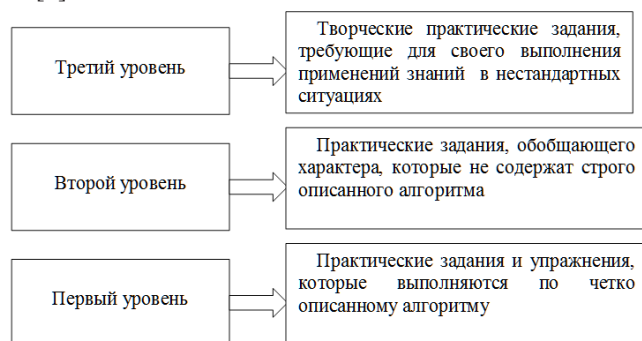 Третий уровень
Творческие практические задания,
требующие для своего выполнения
применений знаний в нестандартных
ситуациях
Второй уровень
Практические задания, обобщающего
характера, которые не содержат строго
описанного алгоритма
Первый уровень
Практические задания и упражнения,
которые выполняются по четко
описанному алгоритму